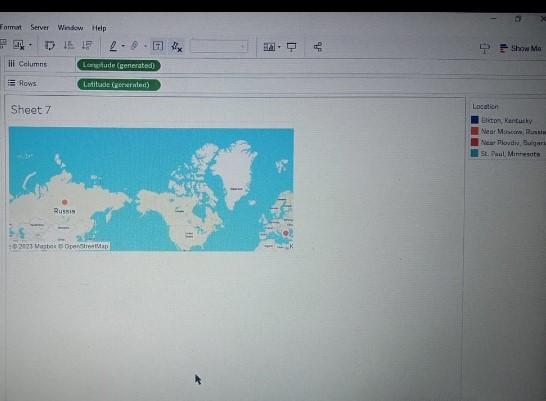 Format Server Window Help
Show Me
Columns Longitude (generated)
Rows Latitude (generated)
Sheet 7
Location
Elkton, Kentucky
Near Moscow, Russia
Near Plovdiv, Bulgari
St. Paul, Minnesota
Russia
© 2023 Mapbox © OpenStreetMap